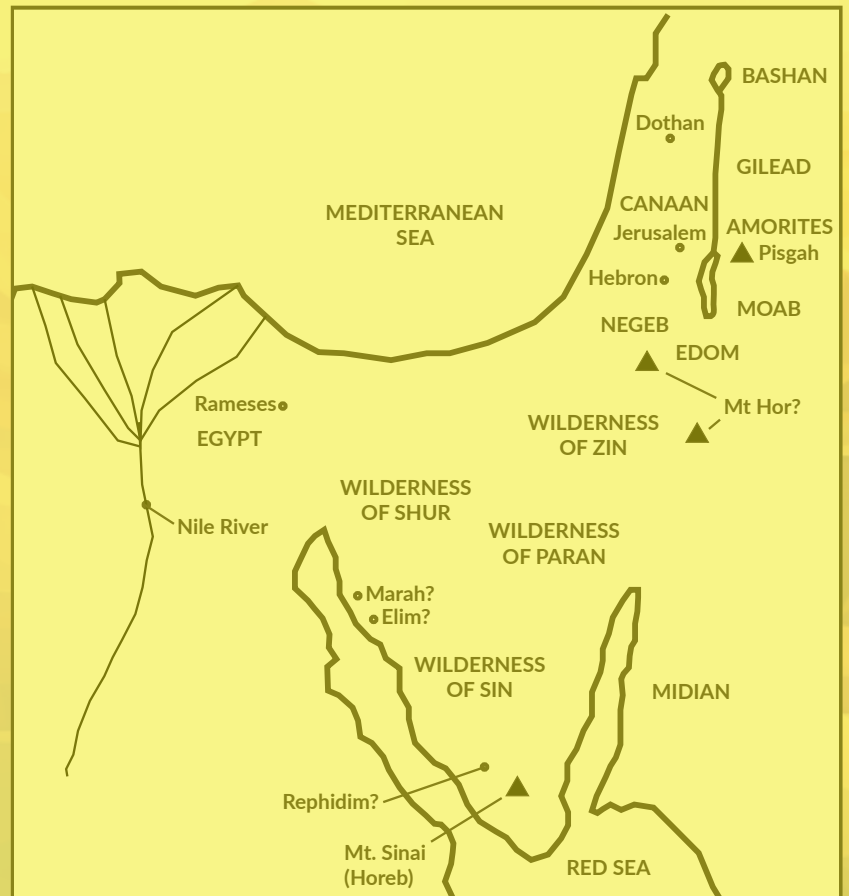 BASHAN
Dothan
GILEAD
CANAAN
MEDITERRANEAN
SEA
AMORITES
Jerusalem
Pisgah
Hebron
MOAB
NEGEB
EDOM
Rameses
Mt Hor?
WILDERNESS
OF ZIN
EGYPT
WILDERNESS
OF SHUR
Nile River
WILDERNESS
OF PARAN
Marah?
Elim?
WILDERNESS
OF SIN
MIDIAN
Rephidim?
Mt. Sinai
(Horeb)
RED SEA